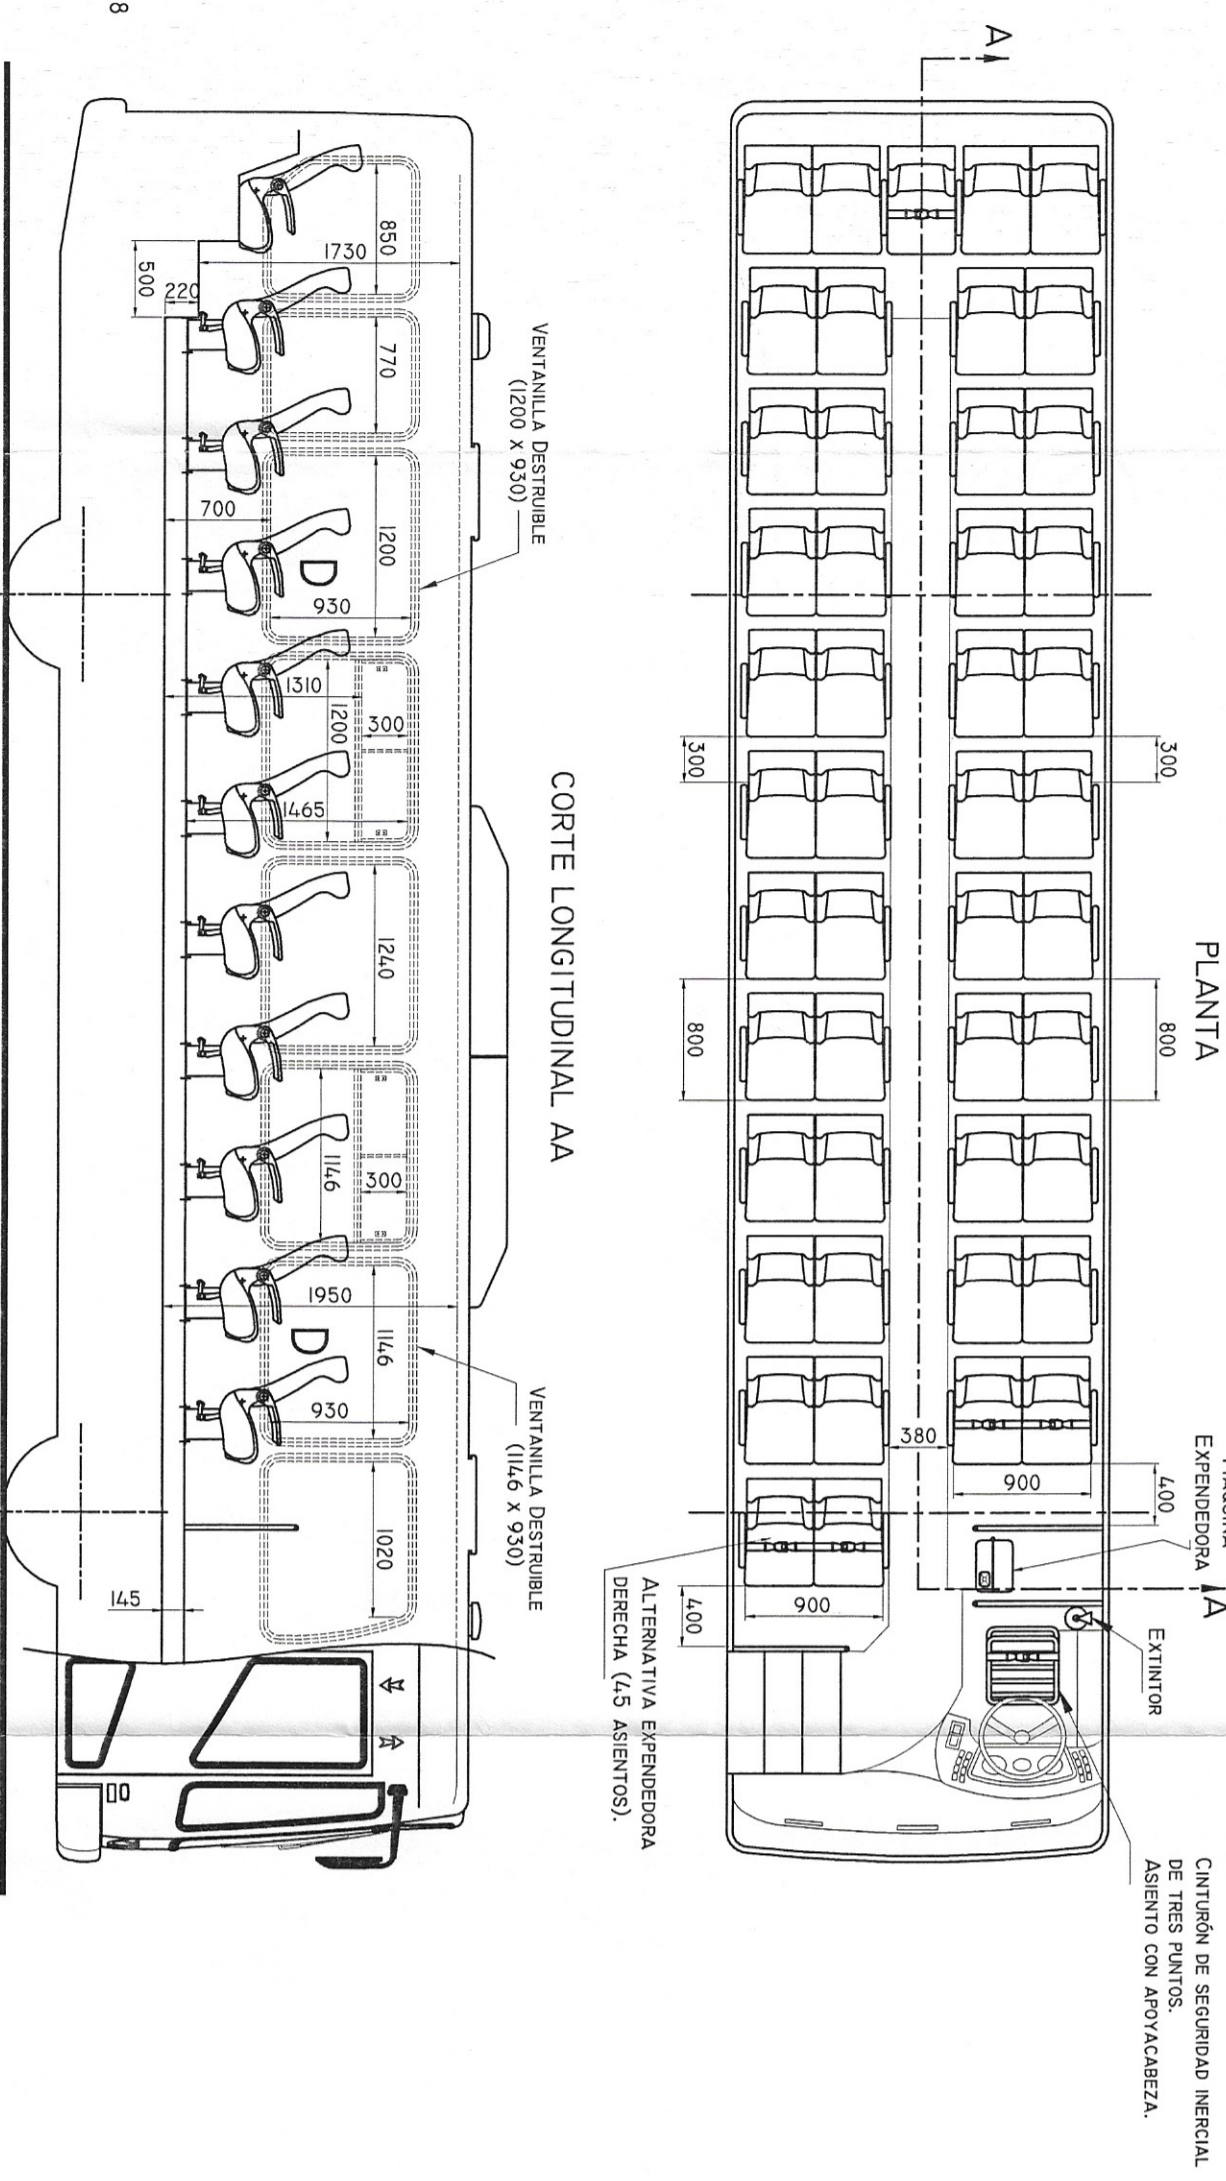 PLANTA
A
A
MÁQUINA
EXPENDEDORA
EXTINTOR
CINTURÓN DE SEGURIDAD INERCIAL
DE TRES PUNTOS.
ASIENTO CON APOYACABEZA.
300
800
400
900
380
300
800
900
400
ALTERNATIVA EXPENDEDORA
DERECHA (45 ASIENTOS).
CORTE LONGITUDINAL AA
VENTANILLA DESTRUIBLE
(1200 x 930)
VENTANILLA DESTRUIBLE
(1146 x 930)
850
770
1200
1240
1146
1020
1730
930
1310
1200
300
1465
1146
300
1950
930
D
D
500
220
700
145
8